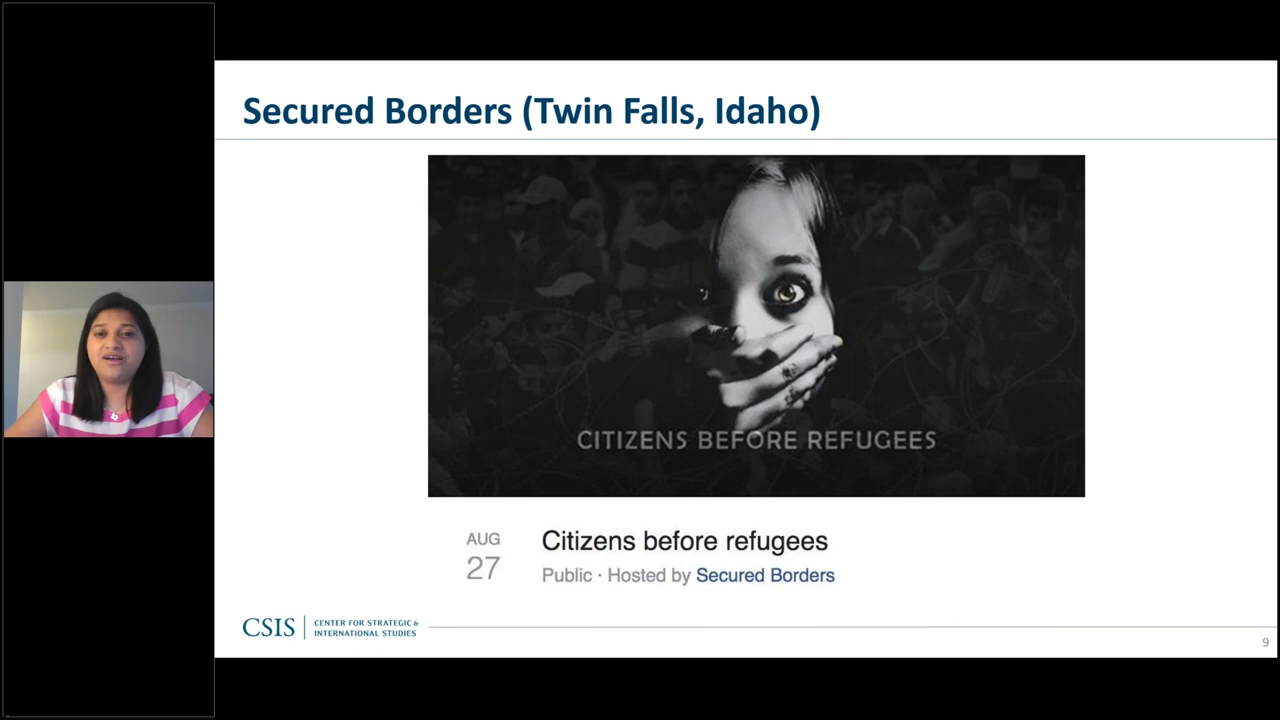 Secured Borders (Twin Falls, Idaho)
CITIZENS BEFORE REFUGEES
AUG
27
Citizens before refugees
Public · Hosted by Secured Borders
CSIS
CENTER FOR STRATEGIC &
INTERNATIONAL STUDIES
9